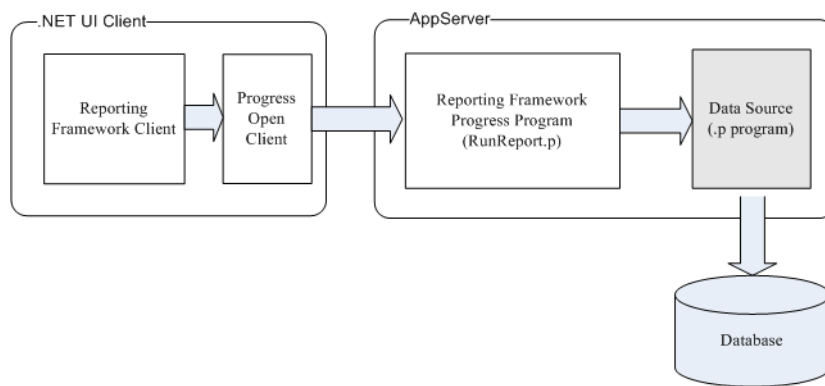 .NET UI Client
AppServer
Reporting
Framework Client
Progress
Open
Client
Reporting Framework
Progress Program
(RunReport.p)
Data Source
(.p program)
Database